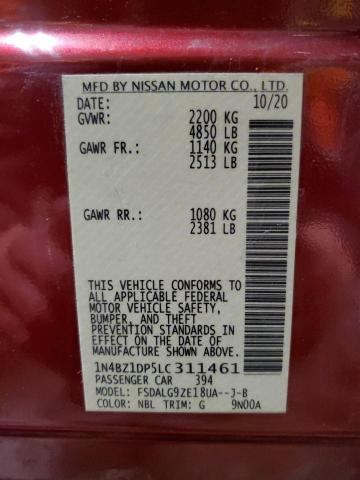 MFD BY NISSAN MOTOR CO., LTD.
DATE: 10/20
GVWR: 2200 KG
4850 LB
GAWR FR.: 1140 KG
2513 LB
GAWR RR.: 1080 KG
2381 LB
THIS VEHICLE CONFORMS TO
ALL APPLICABLE FEDERAL
MOTOR VEHICLE SAFETY,
BUMPER, AND THEFT
PREVENTION STANDARDS IN
EFFECT ON THE DATE OF
MANUFACTURE SHOWN ABOVE
1N4BZ1DP5LC311461
PASSENGER CAR 394
MODEL: FSDALG9ZE18UA--J-B
COLOR: NBL TRIM: G 9N00A